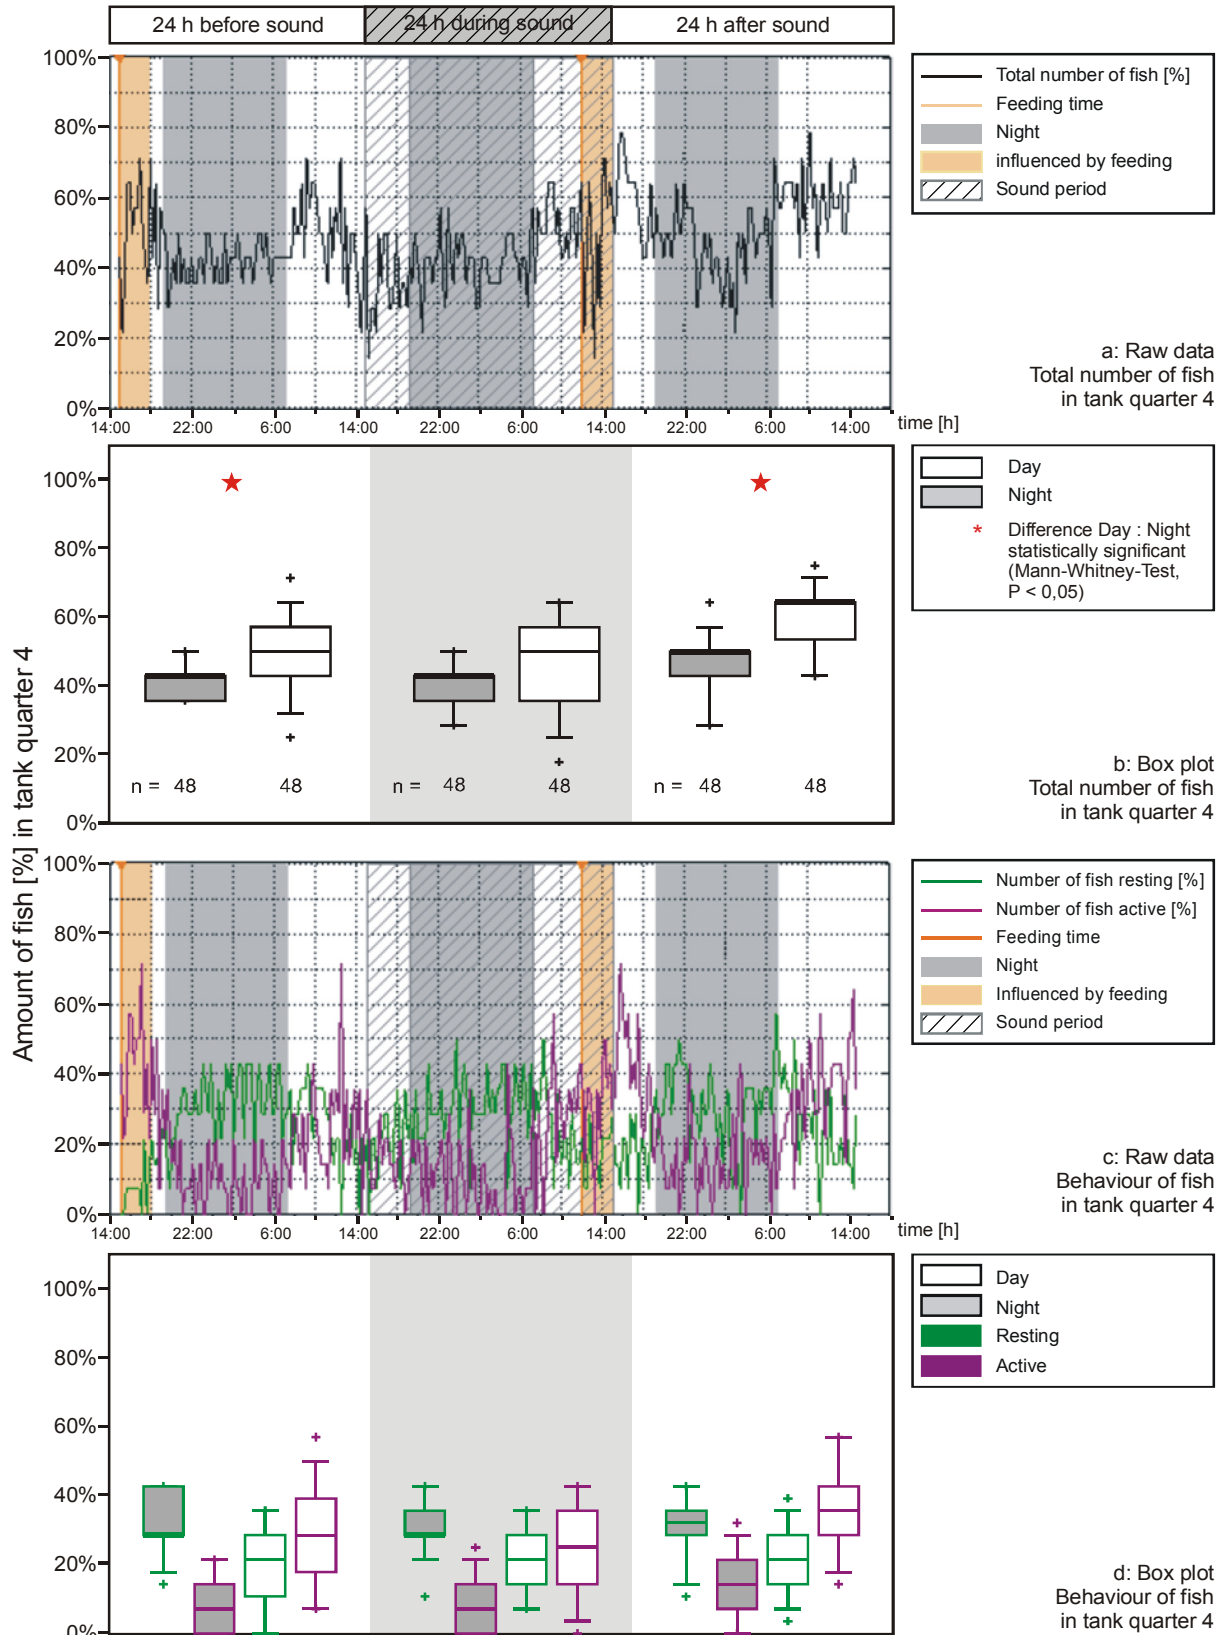 24 h before sound
24 h during sound
24 h after sound
Amount of fish [%] in tank quarter 4
100%
80%
60%
40%
20%
0%
14:00 22:00 6:00 14:00 22:00 6:00 14:00 22:00 6:00 14:00 time [h]
Total number of fish [%]
Feeding time
Night
influenced by feeding
Sound period
a: Raw data
Total number of fish
in tank quarter 4
100%
80%
60%
40%
20%
0%
n = 48 48
n = 48 48
n = 48 48
Day
Night
* Difference Day : Night
statistically significant
(Mann-Whitney-Test,
P < 0,05)
b: Box plot
Total number of fish
in tank quarter 4
100%
80%
60%
40%
20%
0%
14:00 22:00 6:00 14:00 22:00 6:00 14:00 22:00 6:00 14:00 time [h]
Number of fish resting [%]
Number of fish active [%]
Feeding time
Night
Influenced by feeding
Sound period
c: Raw data
Behaviour of fish
in tank quarter 4
100%
80%
60%
40%
20%
0%
Day
Night
Resting
Active
d: Box plot
Behaviour of fish
in tank quarter 4